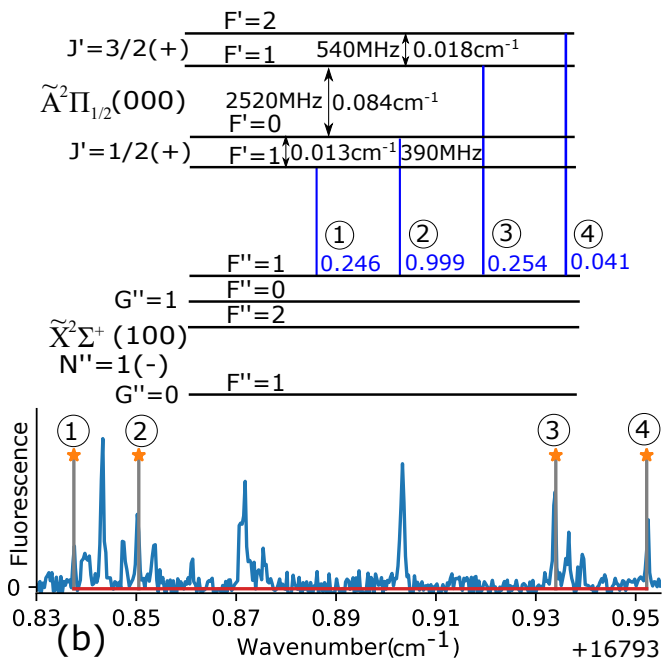 F'=2
J'=3/2(+) F'=1 540MHz 0.018cm⁻¹
Ã²Π₁/₂(000) 2520MHz 0.084cm⁻¹
F'=0
J'=1/2(+) F'=1 0.013cm⁻¹ 390MHz
① ② ③ ④
F''=1 0.246 0.999 0.254 0.041
G''=1 F''=0
F''=2
X̃²Σ⁺ (100)
N''=1(-)
G''=0 F''=1
① ② ③ ④
Fluorescence
0
0.83 0.85 0.87 0.89 0.91 0.93 0.95
(b) Wavenumber(cm⁻¹) +16793